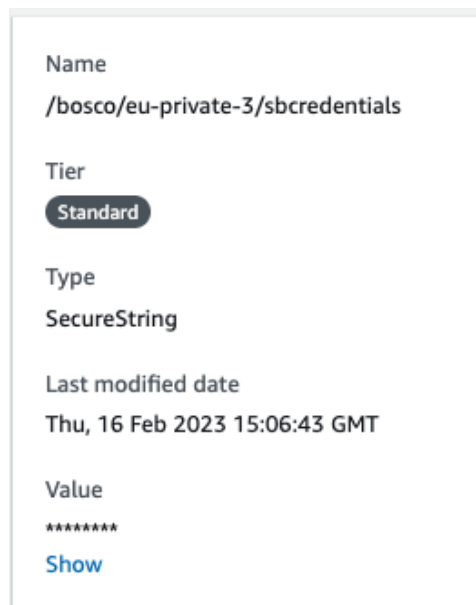 Name
/bosco/eu-private-3/sbcredentials
Tier
Standard
Type
SecureString
Last modified date
Thu, 16 Feb 2023 15:06:43 GMT
Value
********
Show